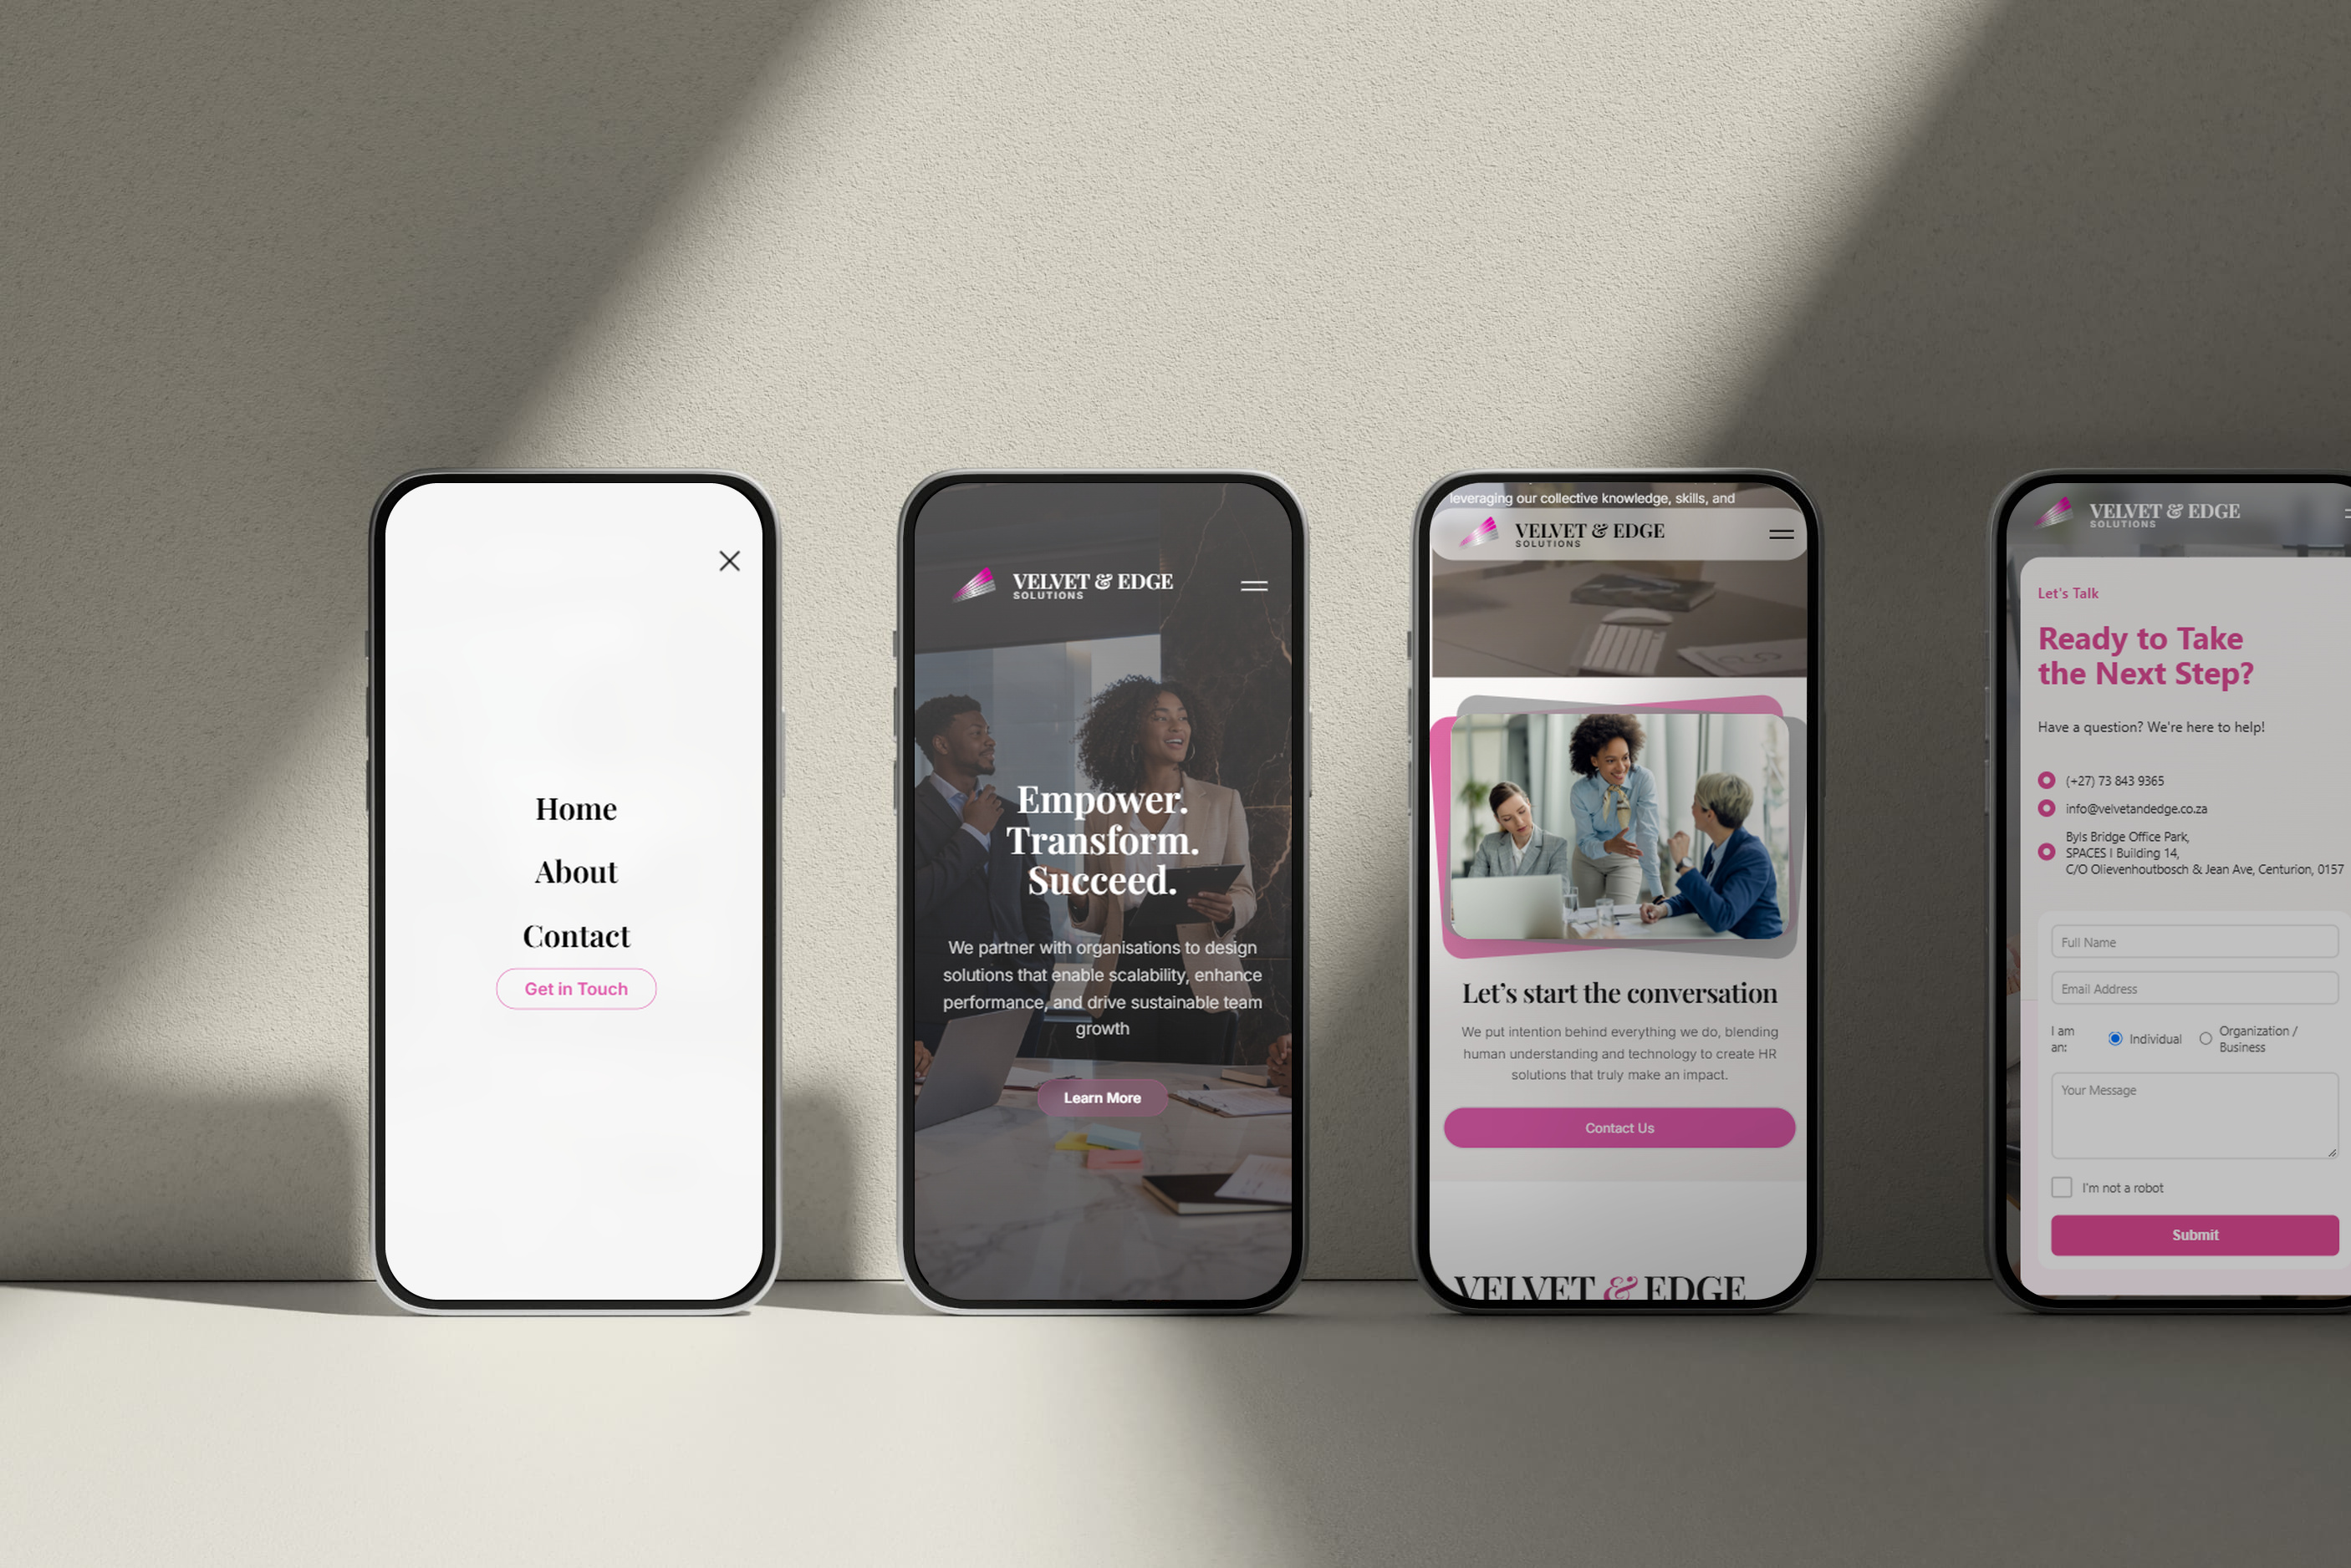 Home
About
Contact
Get in Touch
VELVET & EDGE
SOLUTIONS
Empower.
Transform.
Succeed.
We partner with organisations to design
solutions that enable scalability, enhance
performance, and drive sustainable team
growth
Learn More
leveraging our collective knowledge, skills, and
VELVET & EDGE
SOLUTIONS
Let’s start the conversation
We put intention behind everything we do, blending
human understanding and technology to create HR
solutions that truly make an impact.
Contact Us
VELVET & EDGE
VELVET & EDGE
SOLUTIONS
Let's Talk
Ready to Take
the Next Step?
Have a question? We're here to help!
(+27) 73 843 9365
info@velvetandedge.co.za
Byls Bridge Office Park,
SPACES I Building 14,
C/O Olievenhoutbosch & Jean Ave, Centurion, 0157
Full Name
Email Address
I am
an:
Individual
Organization /
Business
Your Message
I'm not a robot
Submit